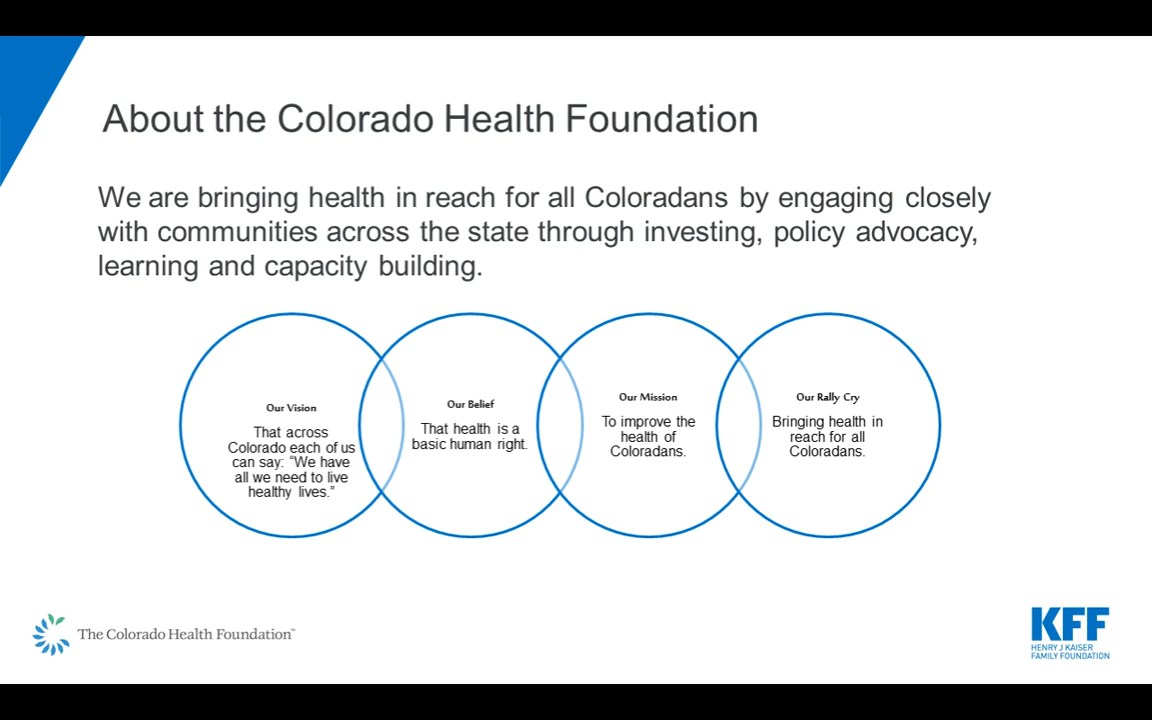 About the Colorado Health Foundation
We are bringing health in reach for all Coloradans by engaging closely
with communities across the state through investing, policy advocacy,
learning and capacity building.
Our Vision
That across
Colorado each of us
can say: “We have
all we need to live
healthy lives.”
Our Belief
That health is a
basic human right.
Our Mission
To improve the
health of
Coloradans.
Our Rally Cry
Bringing health in
reach for all
Coloradans.
The Colorado Health Foundation™
KFF
HENRY J KAISER
FAMILY FOUNDATION